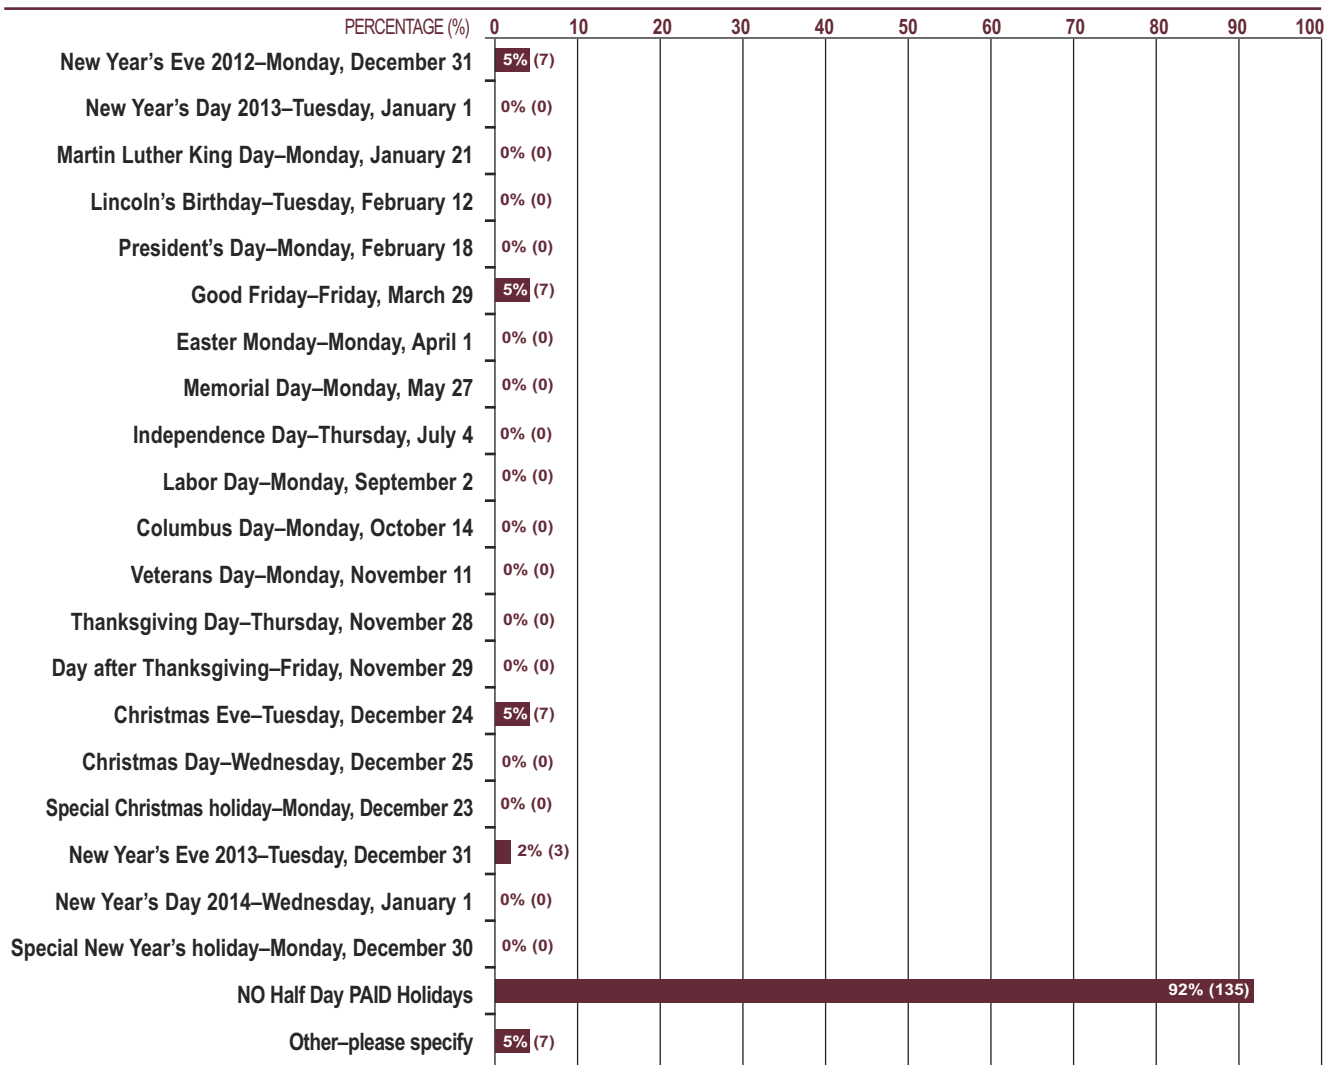 PERCENTAGE (%) 0 10 20 30 40 50 60 70 80 90 100
New Year’s Eve 2012–Monday, December 31 5% (7)
New Year’s Day 2013–Tuesday, January 1 0% (0)
Martin Luther King Day–Monday, January 21 0% (0)
Lincoln’s Birthday–Tuesday, February 12 0% (0)
President’s Day–Monday, February 18 0% (0)
Good Friday–Friday, March 29 5% (7)
Easter Monday–Monday, April 1 0% (0)
Memorial Day–Monday, May 27 0% (0)
Independence Day–Thursday, July 4 0% (0)
Labor Day–Monday, September 2 0% (0)
Columbus Day–Monday, October 14 0% (0)
Veterans Day–Monday, November 11 0% (0)
Thanksgiving Day–Thursday, November 28 0% (0)
Day after Thanksgiving–Friday, November 29 0% (0)
Christmas Eve–Tuesday, December 24 5% (7)
Christmas Day–Wednesday, December 25 0% (0)
Special Christmas holiday–Monday, December 23 0% (0)
New Year’s Eve 2013–Tuesday, December 31 2% (3)
New Year’s Day 2014–Wednesday, January 1 0% (0)
Special New Year’s holiday–Monday, December 30 0% (0)
NO Half Day PAID Holidays 92% (135)
Other–please specify 5% (7)